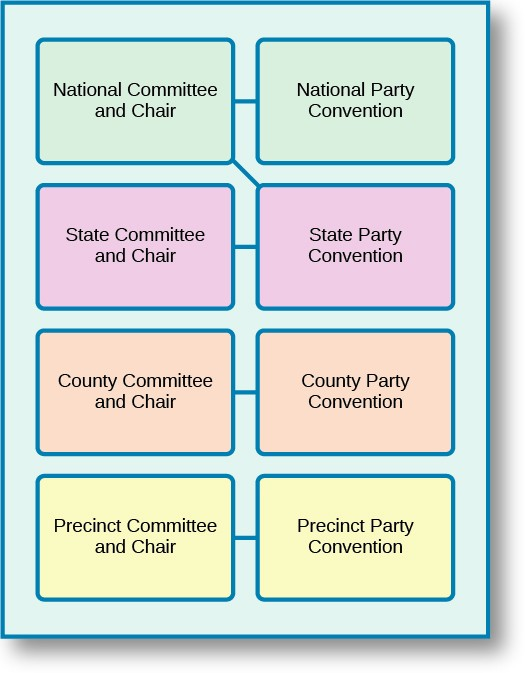 National Committee
and Chair
National Party
Convention
State Committee
and Chair
State Party
Convention
County Committee
and Chair
County Party
Convention
Precinct Committee
and Chair
Precinct Party
Convention